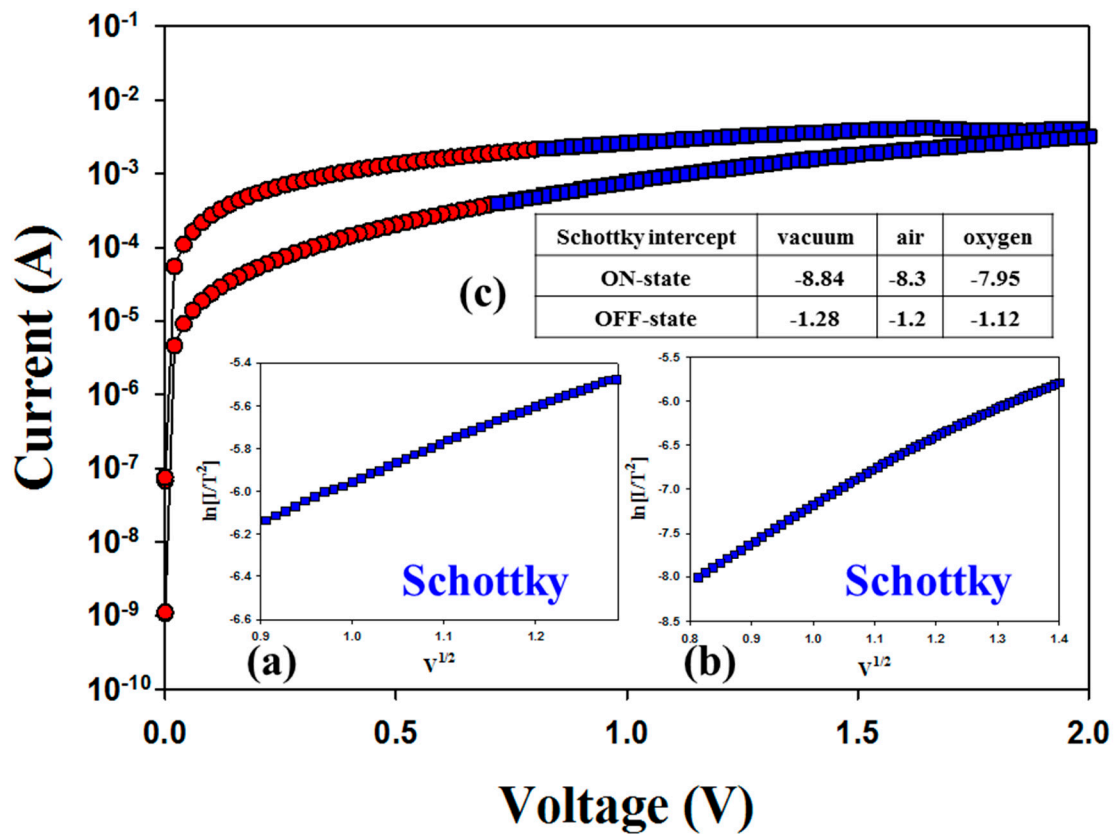 10-1
10-2
10-3
10-4
10-5
10-6
10-7
10-8
10-9
10-10
Current (A)
0.0 0.5 1.0 1.5 2.0
Voltage (V)
Schottky intercept vacuum air oxygen
ON-state -8.84 -8.3 -7.95
OFF-state -1.28 -1.2 -1.12
(c)
-5.4
-5.6
-5.8
-6.0
-6.2
-6.4
-6.6
ln[I/T-2]
Schottky
0.9 1.0 1.1 1.2
(a)
V1/2
-5.5
-6.0
-6.5
-7.0
-7.5
-8.0
-8.5
ln[I/T-2]
Schottky
0.8 0.9 1.0 1.1 1.2 1.3 1.4
(b)
V1/2